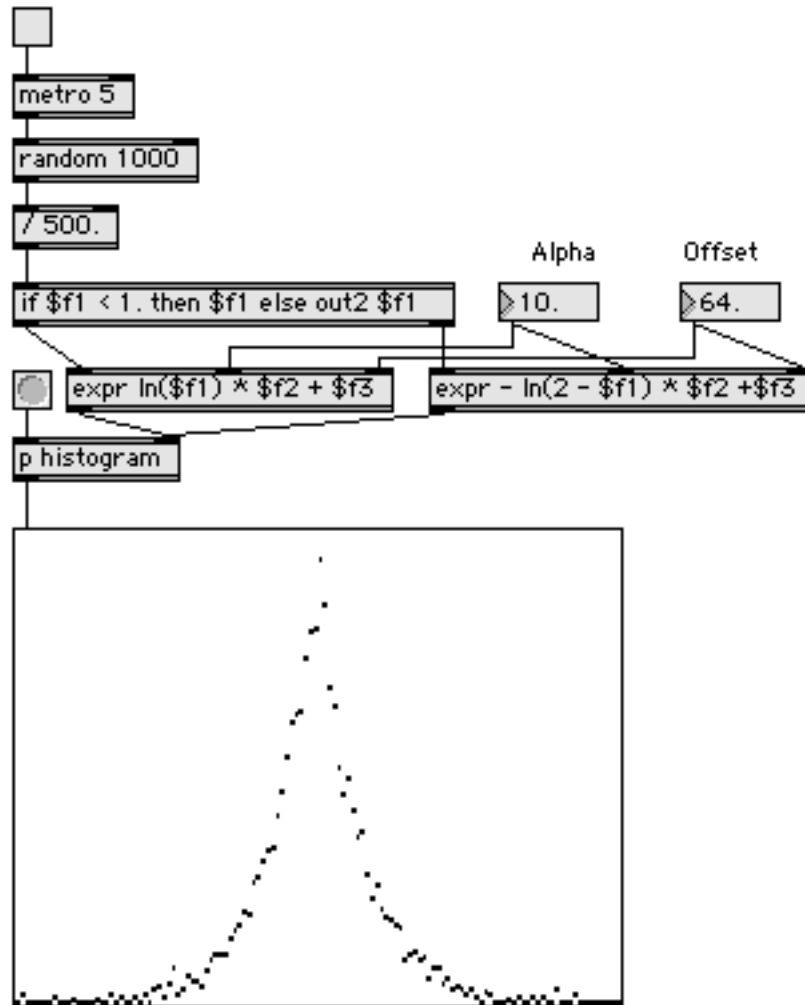 metro 5
random 1000
/ 500.
Alpha
Offset
if $f1 < 1. then $f1 else out2 $f1
10.
64.
expr ln($f1) * $f2 + $f3
expr - ln(2 - $f1) * $f2 +$f3
p histogram